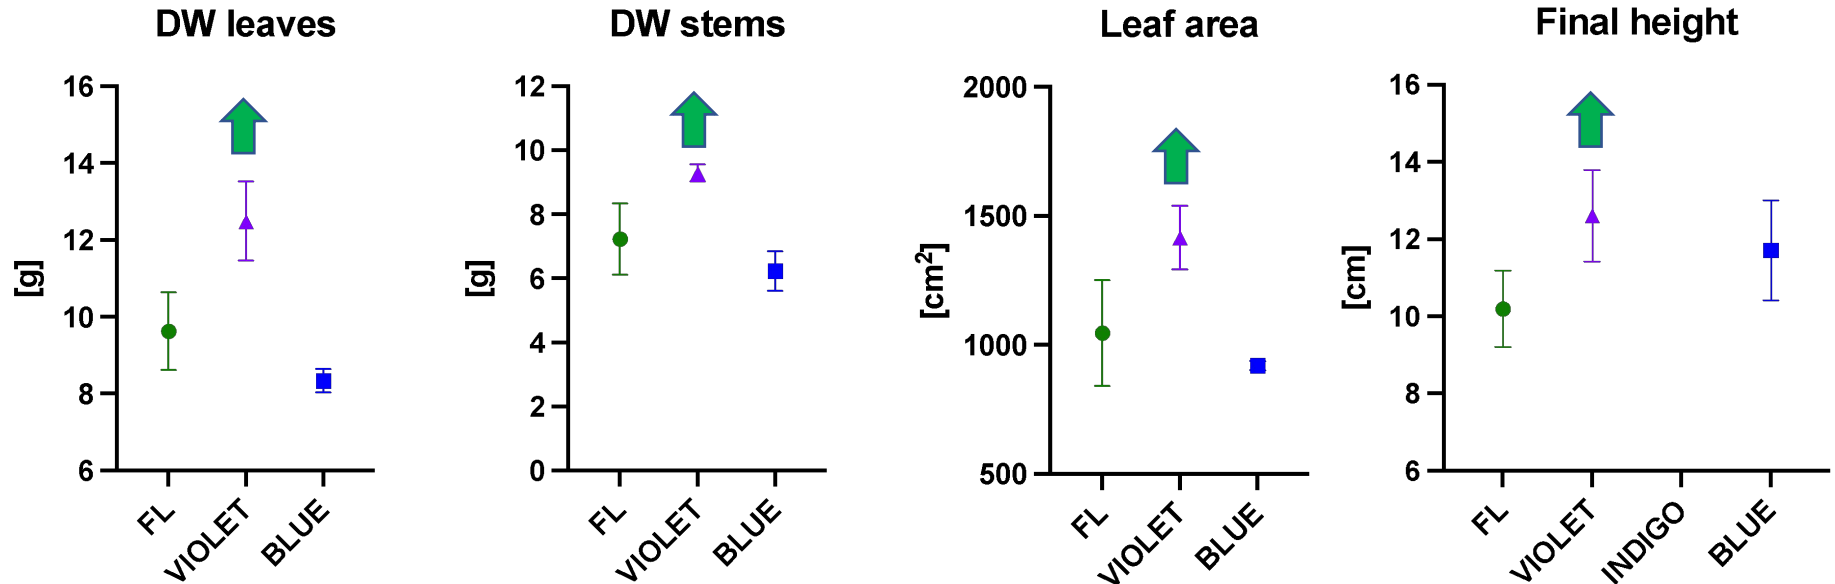 DW leaves
[g]
16
14
12
10
8
6
FL
VIOLET
BLUE
DW stems
[g]
12
10
8
6
4
2
0
FL
VIOLET
BLUE
Leaf area
[cm²]
2000
1500
1000
500
FL
VIOLET
BLUE
Final height
[cm]
16
14
12
10
8
6
FL
VIOLET
INDIGO
BLUE